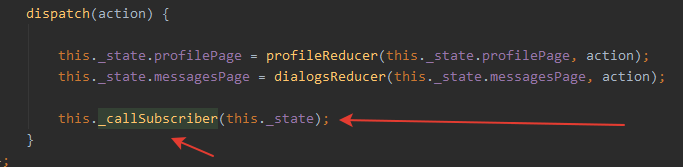 dispatch(action) {
this._state.profilePage = profileReducer(this._state.profilePage, action);
this._state.messagesPage = dialogsReducer(this._state.messagesPage, action);
this._callSubscriber(this._state);
}
};